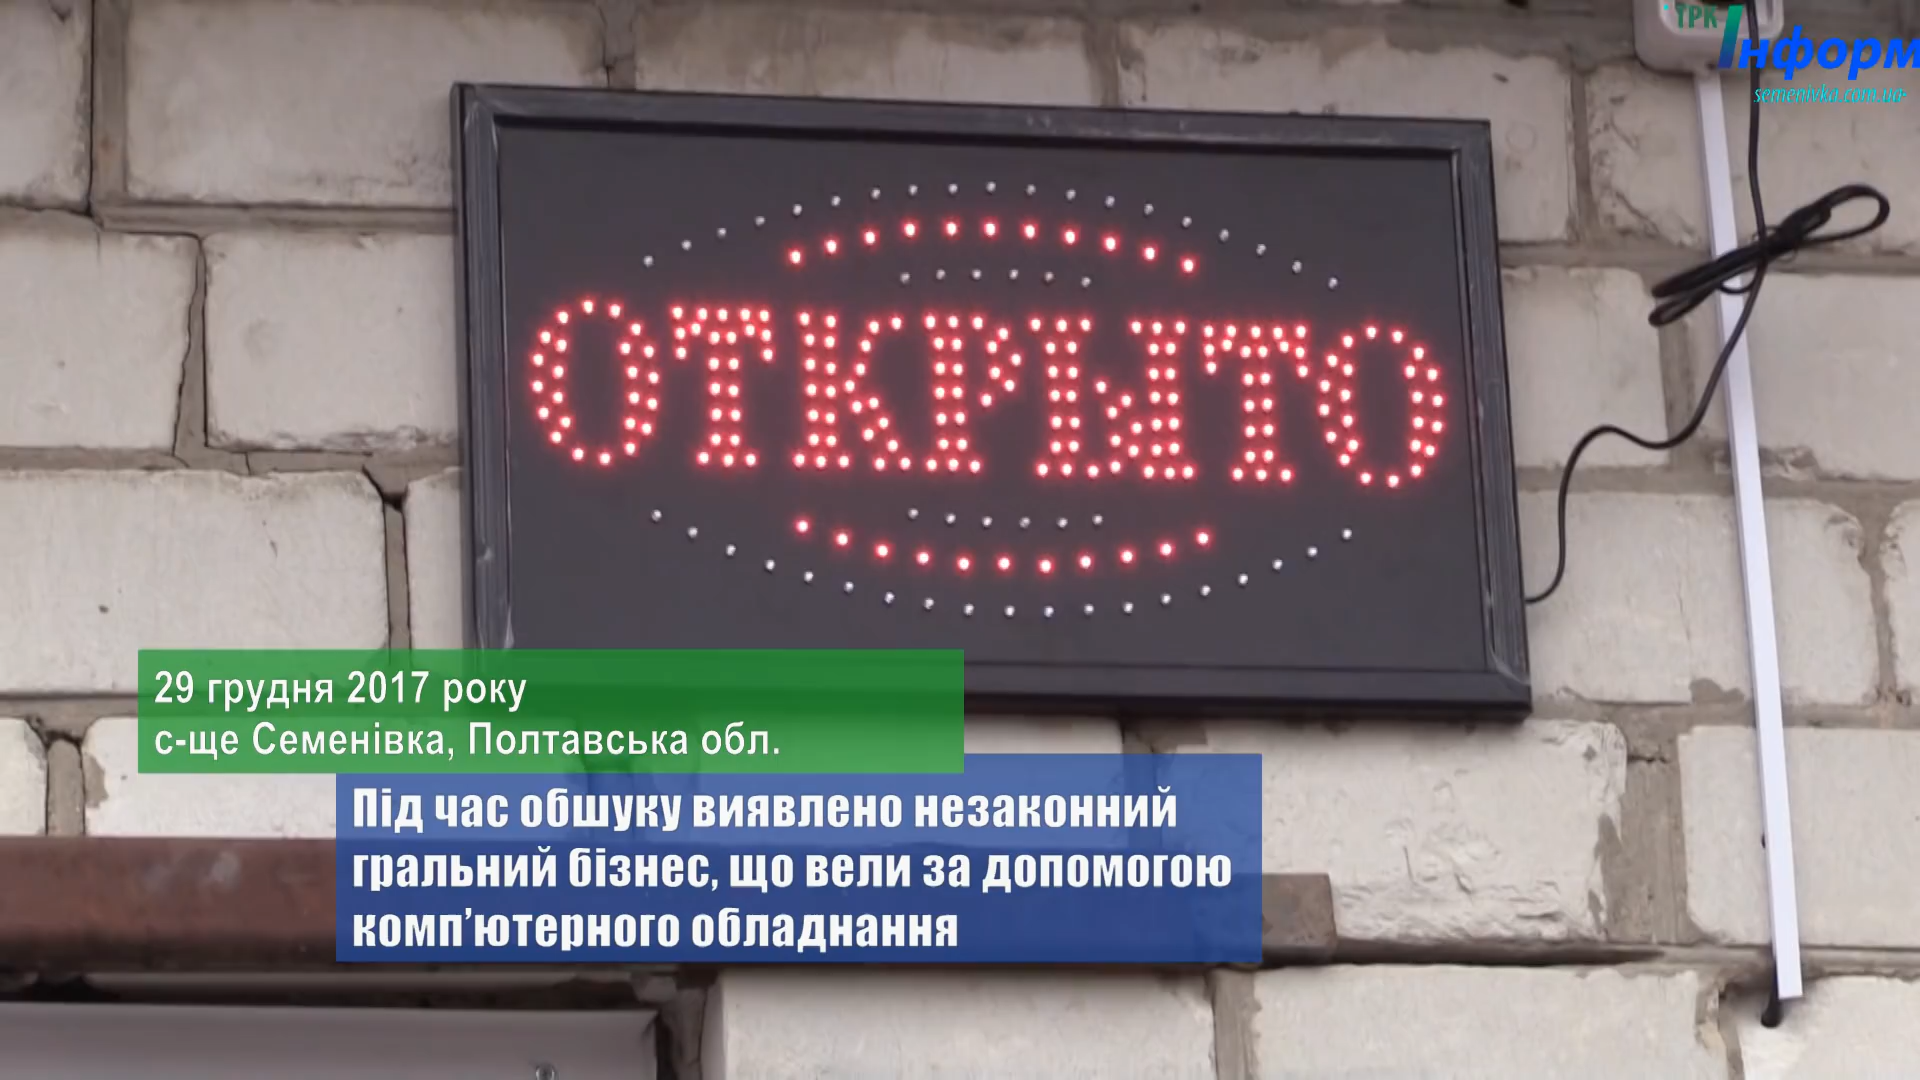 ТРК
Інформ
semenivka.com.ua
ОТКРЫТО
29 грудня 2017 року
с-ще Семенівка, Полтавська обл.
Під час обшуку виявлено незаконний
гральний бізнес, що вели за допомогою
комп’ютерного обладнання